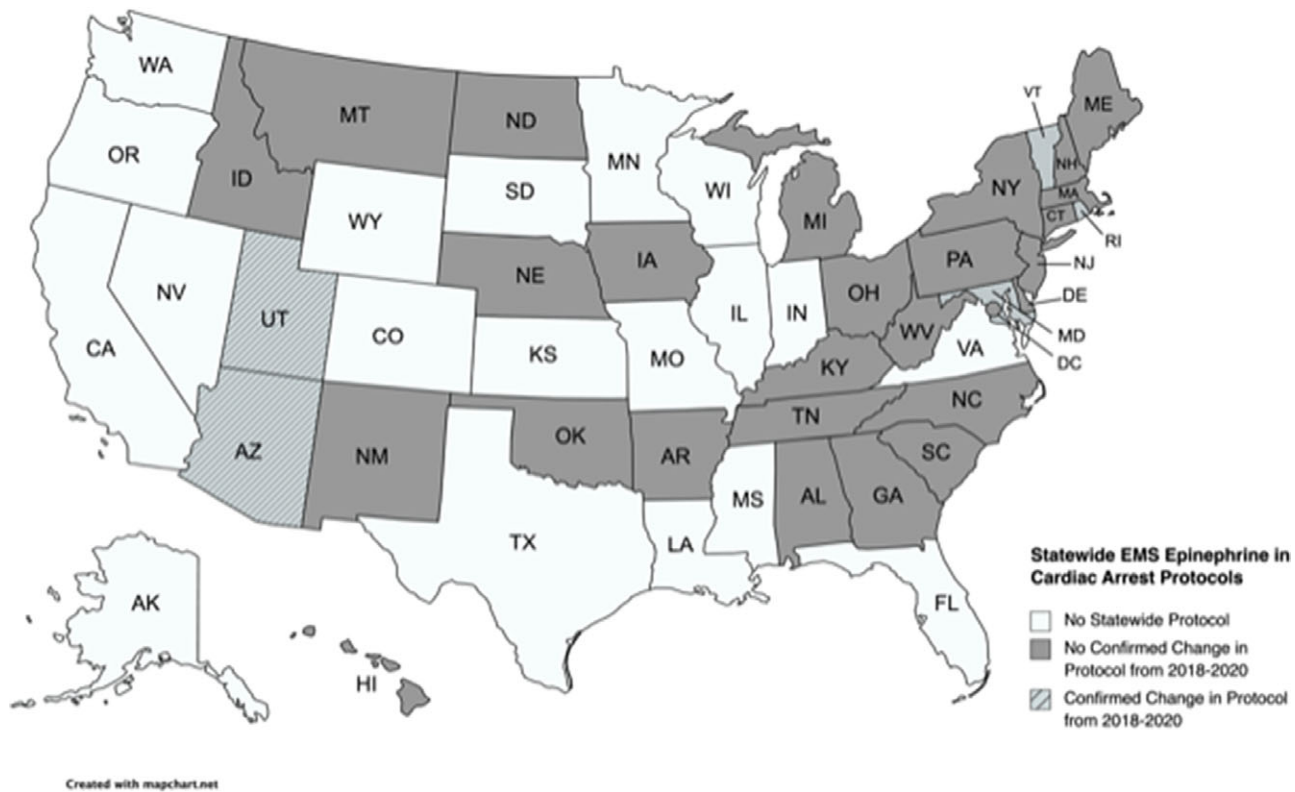 WA
MT
ND
MN
OR
ID
SD
WI
WY
MI
VT
ME
NH
NY
MA
CT
RI
NV
NE
IA
PA
NJ
UT
CO
IL
IN
OH
DE
CA
KS
MO
WV
VA
MD
DC
KY
AZ
NM
OK
AR
TN
NC
SC
MS
AL
GA
TX
LA
FL
AK
HI
Statewide EMS Epinephrine in
Cardiac Arrest Protocols
No Statewide Protocol
No Confirmed Change in
Protocol from 2018-2020
Confirmed Change in Protocol
from 2018-2020
Created with mapchart.net